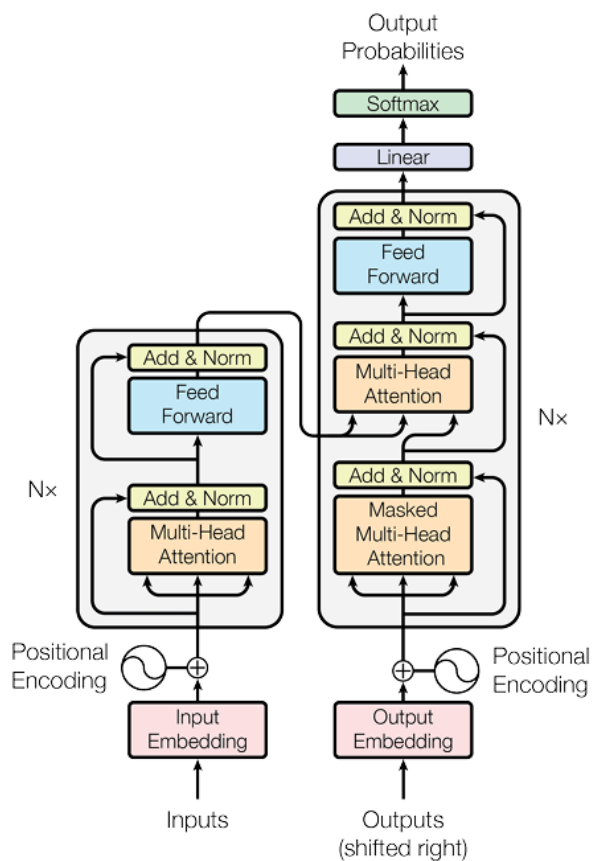 Output
Probabilities
Softmax
Linear
Add & Norm
Feed
Forward
Add & Norm
Multi-Head
Attention
Add & Norm
Masked
Multi-Head
Attention
Nx
Add & Norm
Feed
Forward
Add & Norm
Multi-Head
Attention
N×
Positional
Encoding
Positional
Encoding
Input
Embedding
Output
Embedding
Inputs
Outputs
(shifted right)